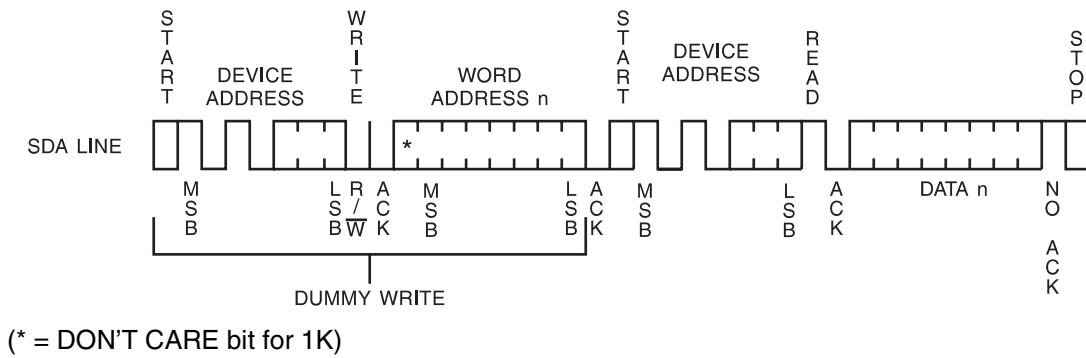 START
WRITE
START
READ
STOP
DEVICE
ADDRESS
WORD
ADDRESS n
DEVICE
ADDRESS
SDA LINE
*
MSB
LSB
R/W
ACK
MSB
LSB
ACK
MSB
LSB
ACK
DATA n
NO ACK
DUMMY WRITE
(* = DON'T CARE bit for 1K)